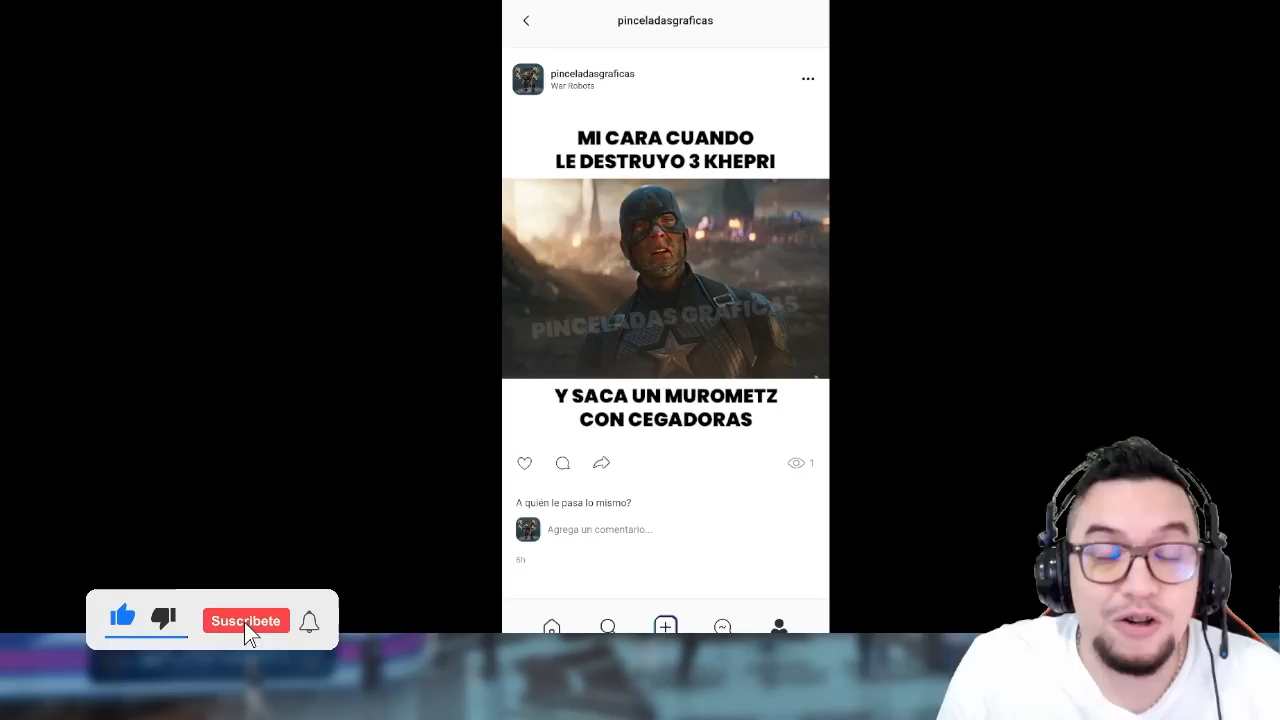 pinceladasgraficas
pinceladasgraficas
War Robots
MI CARA CUANDO
LE DESTRUYO 3 KHEPRI
PINCELADAS GRAFICAS
Y SACA UN MUROMETZ
CON CEGADORAS
1
A quién le pasa lo mismo?
Agrega un comentario...
6h
Suscríbete